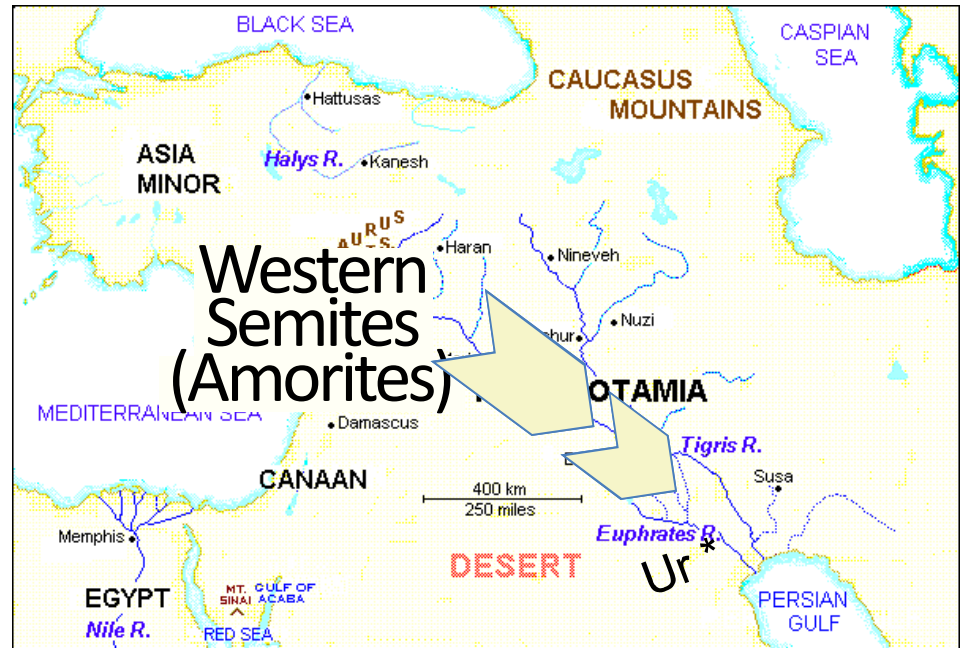 BLACK SEA
CASPIAN
SEA
CAUCASUS
MOUNTAINS
Hattusas
ASIA
MINOR
Halys R.
Kanesh
Haran
Nineveh
Western
Semites
(Amorites)
Nuzi
MEDITERRANEAN SEA
Damascus
Tigris R.
CANAAN
Susa
400 km
250 miles
Memphis
Euphrates R.
Ur *
DESERT
EGYPT
MT.
SINAI
GULF OF
ACABA
PERSIAN
GULF
Nile R.
RED SEA